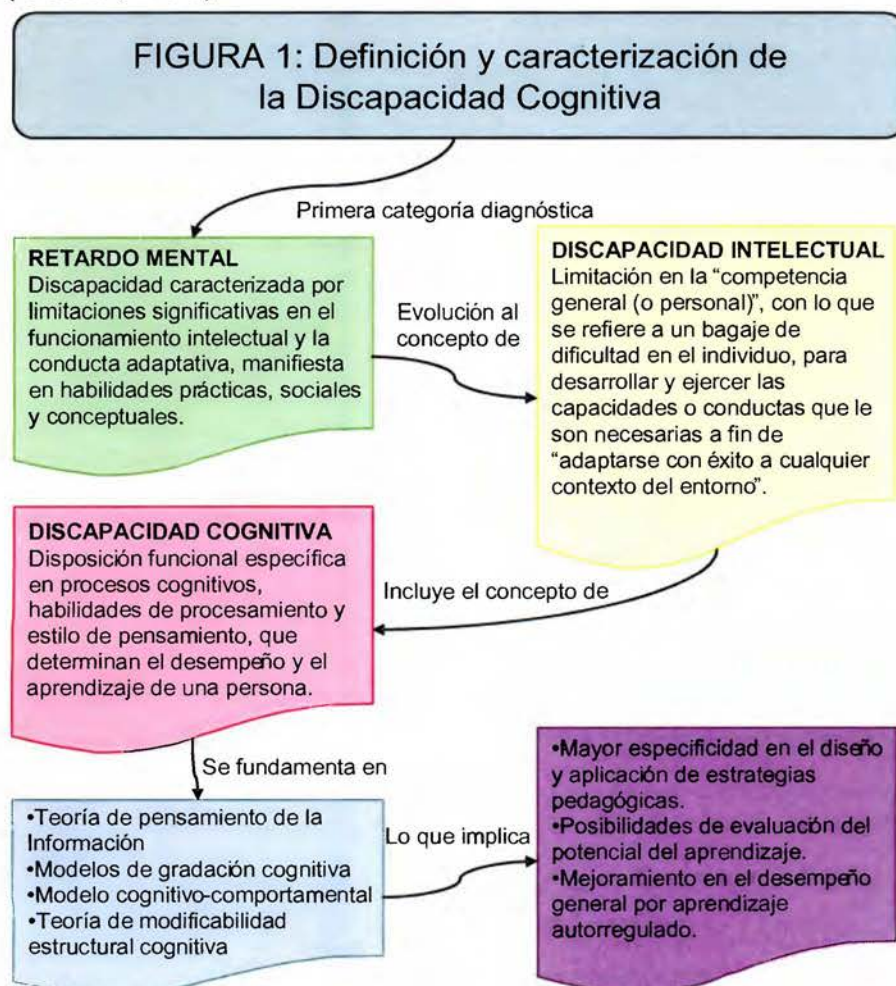 FIGURA 1: Definición y caracterización de
la Discapacidad Cognitiva
Primera categoría diagnóstica
RETARDO MENTAL
Discapacidad caracterizada por
limitaciones significativas en el
funcionamiento intelectual y la
conducta adaptativa, manifiesta
en habilidades prácticas, sociales
y conceptuales.
Evolución al
concepto de
DISCAPACIDAD INTELECTUAL
Limitación en la “competencia
general (o personal)”, con lo que
se refiere a un bagaje de
dificultad en el individuo, para
desarrollar y ejercer las
capacidades o conductas que le
son necesarias a fin de
“adaptarse con éxito a cualquier
contexto del entorno”.
Incluye el concepto de
DISCAPACIDAD COGNITIVA
Disposición funcional específica
en procesos cognitivos,
habilidades de procesamiento y
estilo de pensamiento, que
determinan el desempeño y el
aprendizaje de una persona.
Se fundamenta en
•Teoría de pensamiento de la
Información
•Modelos de gradación cognitiva
•Modelo cognitivo-comportamental
•Teoría de modificabilidad
estructural cognitiva
Lo que implica
•Mayor especificidad en el diseño
y aplicación de estrategias
pedagógicas.
•Posibilidades de evaluación del
potencial del aprendizaje.
•Mejoramiento en el desempeño
general por aprendizaje
autorregulado.